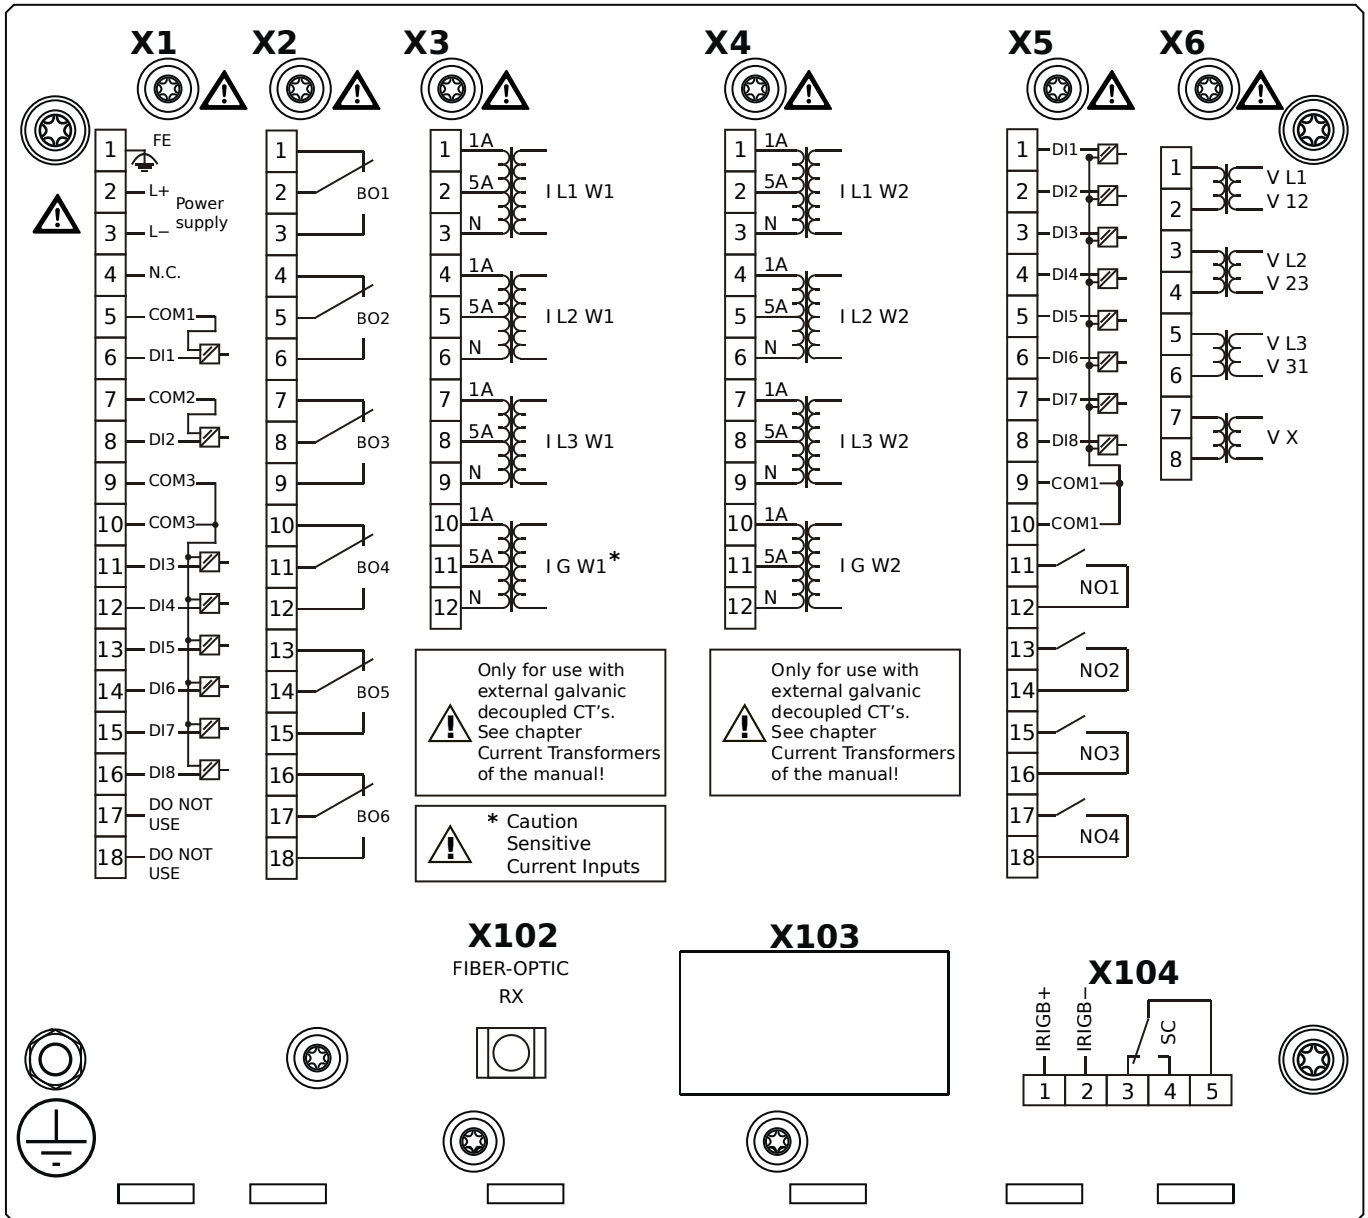 X1
X2
X3
X4
X5
X6
1
FE
2
L+
Power
supply
3
L−
4
N.C.
5
COM1
6
DI1
7
COM2
8
DI2
9
COM3
10
COM3
11
DI3
12
DI4
13
DI5
14
DI6
15
DI7
16
DI8
17
DO NOT
USE
18
DO NOT
USE
1
2
BO1
3
4
5
BO2
6
7
8
BO3
9
10
11
BO4
12
13
14
BO5
15
16
17
BO6
18
1
1A
2
5A
I L1 W1
3
N
4
1A
5
5A
I L2 W1
6
N
7
1A
8
5A
I L3 W1
9
N
10
1A
11
5A
I G W1*
12
N
Only for use with
external galvanic
decoupled CT's.
See chapter
Current Transformers
of the manual!
* Caution
Sensitive
Current Inputs
1
1A
2
5A
I L1 W2
3
N
4
1A
5
5A
I L2 W2
6
N
7
1A
8
5A
I L3 W2
9
N
10
1A
11
5A
I G W2
12
N
Only for use with
external galvanic
decoupled CT's.
See chapter
Current Transformers
of the manual!
1
DI1
2
DI2
3
DI3
4
DI4
5
DI5
6
DI6
7
DI7
8
DI8
9
COM1
10
COM1
11
NO1
12
13
NO2
14
15
NO3
16
17
NO4
18
1
V L1
V 12
2
3
V L2
V 23
4
5
V L3
V 31
6
7
V X
8
X102
FIBER-OPTIC
RX
X103
X104
IRIGB+
IRIGB−
SC
1
2
3
4
5